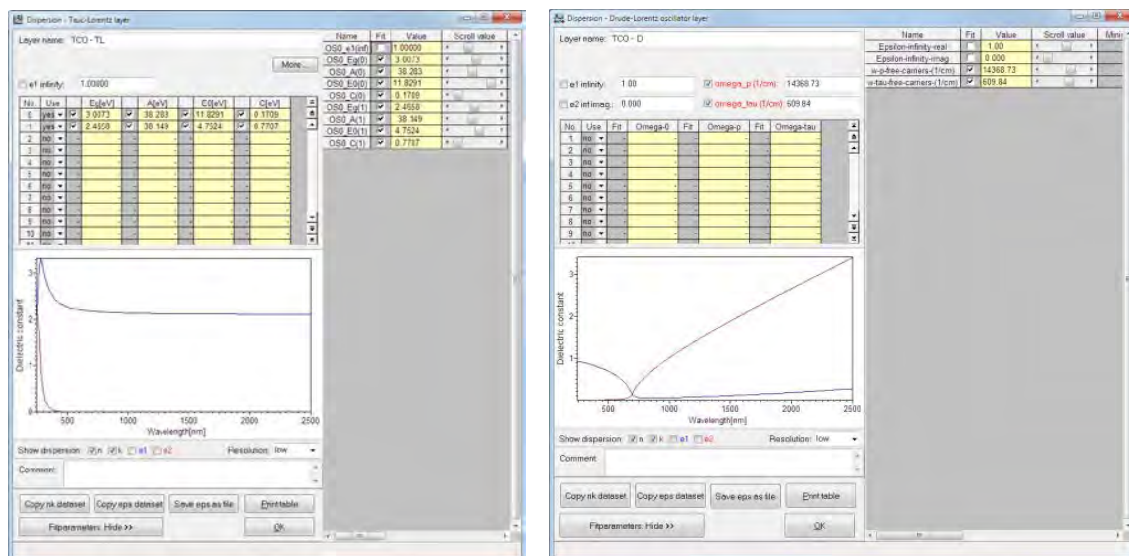 Dispersion - Tauc-Lorentz layer
Layer name: TCO - TL
More...
e1 infinity: 1.00000
No. Use Eg[eV] A[eV] E0[eV] C[eV]
0 yes 3.0073 38.283 11.8291 0.1709
1 yes 2.4658 38.149 4.7524
2 no
3 no
4 no
5 no
6 no
7 no
8 no
9 no
10 no
Name Fit Value Scroll value
OS0_e1(inf) 1.00000
OS0_Eg(0) 3.0073
OS0_A(0) 38.283
OS0_E0(0) 11.8291
OS0_C(0) 0.1709
OS0_Eg(1) 2.4658
OS0_A(1) 38.149
OS0_E0(1) 4.7524
OS0_C(1)
Dielectric constant
3
2
1
0
500 1000 1500 2000 2500
Wavelength[nm]
Show dispersion: n k e1 e2 Resolution: low
Comment:
Copy nk dataset Copy eps dataset Save eps as file Print table
Fitparameters: Hide >> OK
Dispersion - Drude-Lorentz oscillator layer
Layer name: TCO - D
e1 infinity: 1.00 omega_p (1/cm): 14368.73
e2 inf imag.: 0.000 omega_tau (1/cm): 609.84
No. Use Fit Omega-0 Fit Omega-p Fit Omega-tau
1 no
2 no
3 no
4 no
5 no
6 no
7 no
8 no
9 no
Name Fit Value Scroll value
Epsilon-infinity-real 1.00
Epsilon-infinity-imag 0.000
w-p-free-carriers-(1/cm) 14368.73
w-tau-free-carriers-(1/cm) 609.84
Dielectric constant
3
2
1
500 1000 1500 2000 2500
Wavelength[nm]
Show dispersion: n k e1 e2 Resolution: low
Comment:
Copy nk dataset Copy eps dataset Save eps as file Print table
Fitparameters: Hide >> OK